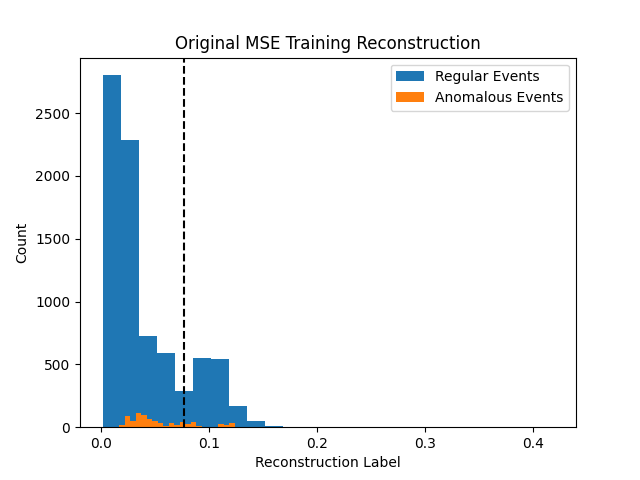 Original MSE Training Reconstruction
Regular Events
Anomalous Events
Count
2500
2000
1500
1000
500
0
0.0 0.1 0.2 0.3 0.4
Reconstruction Label